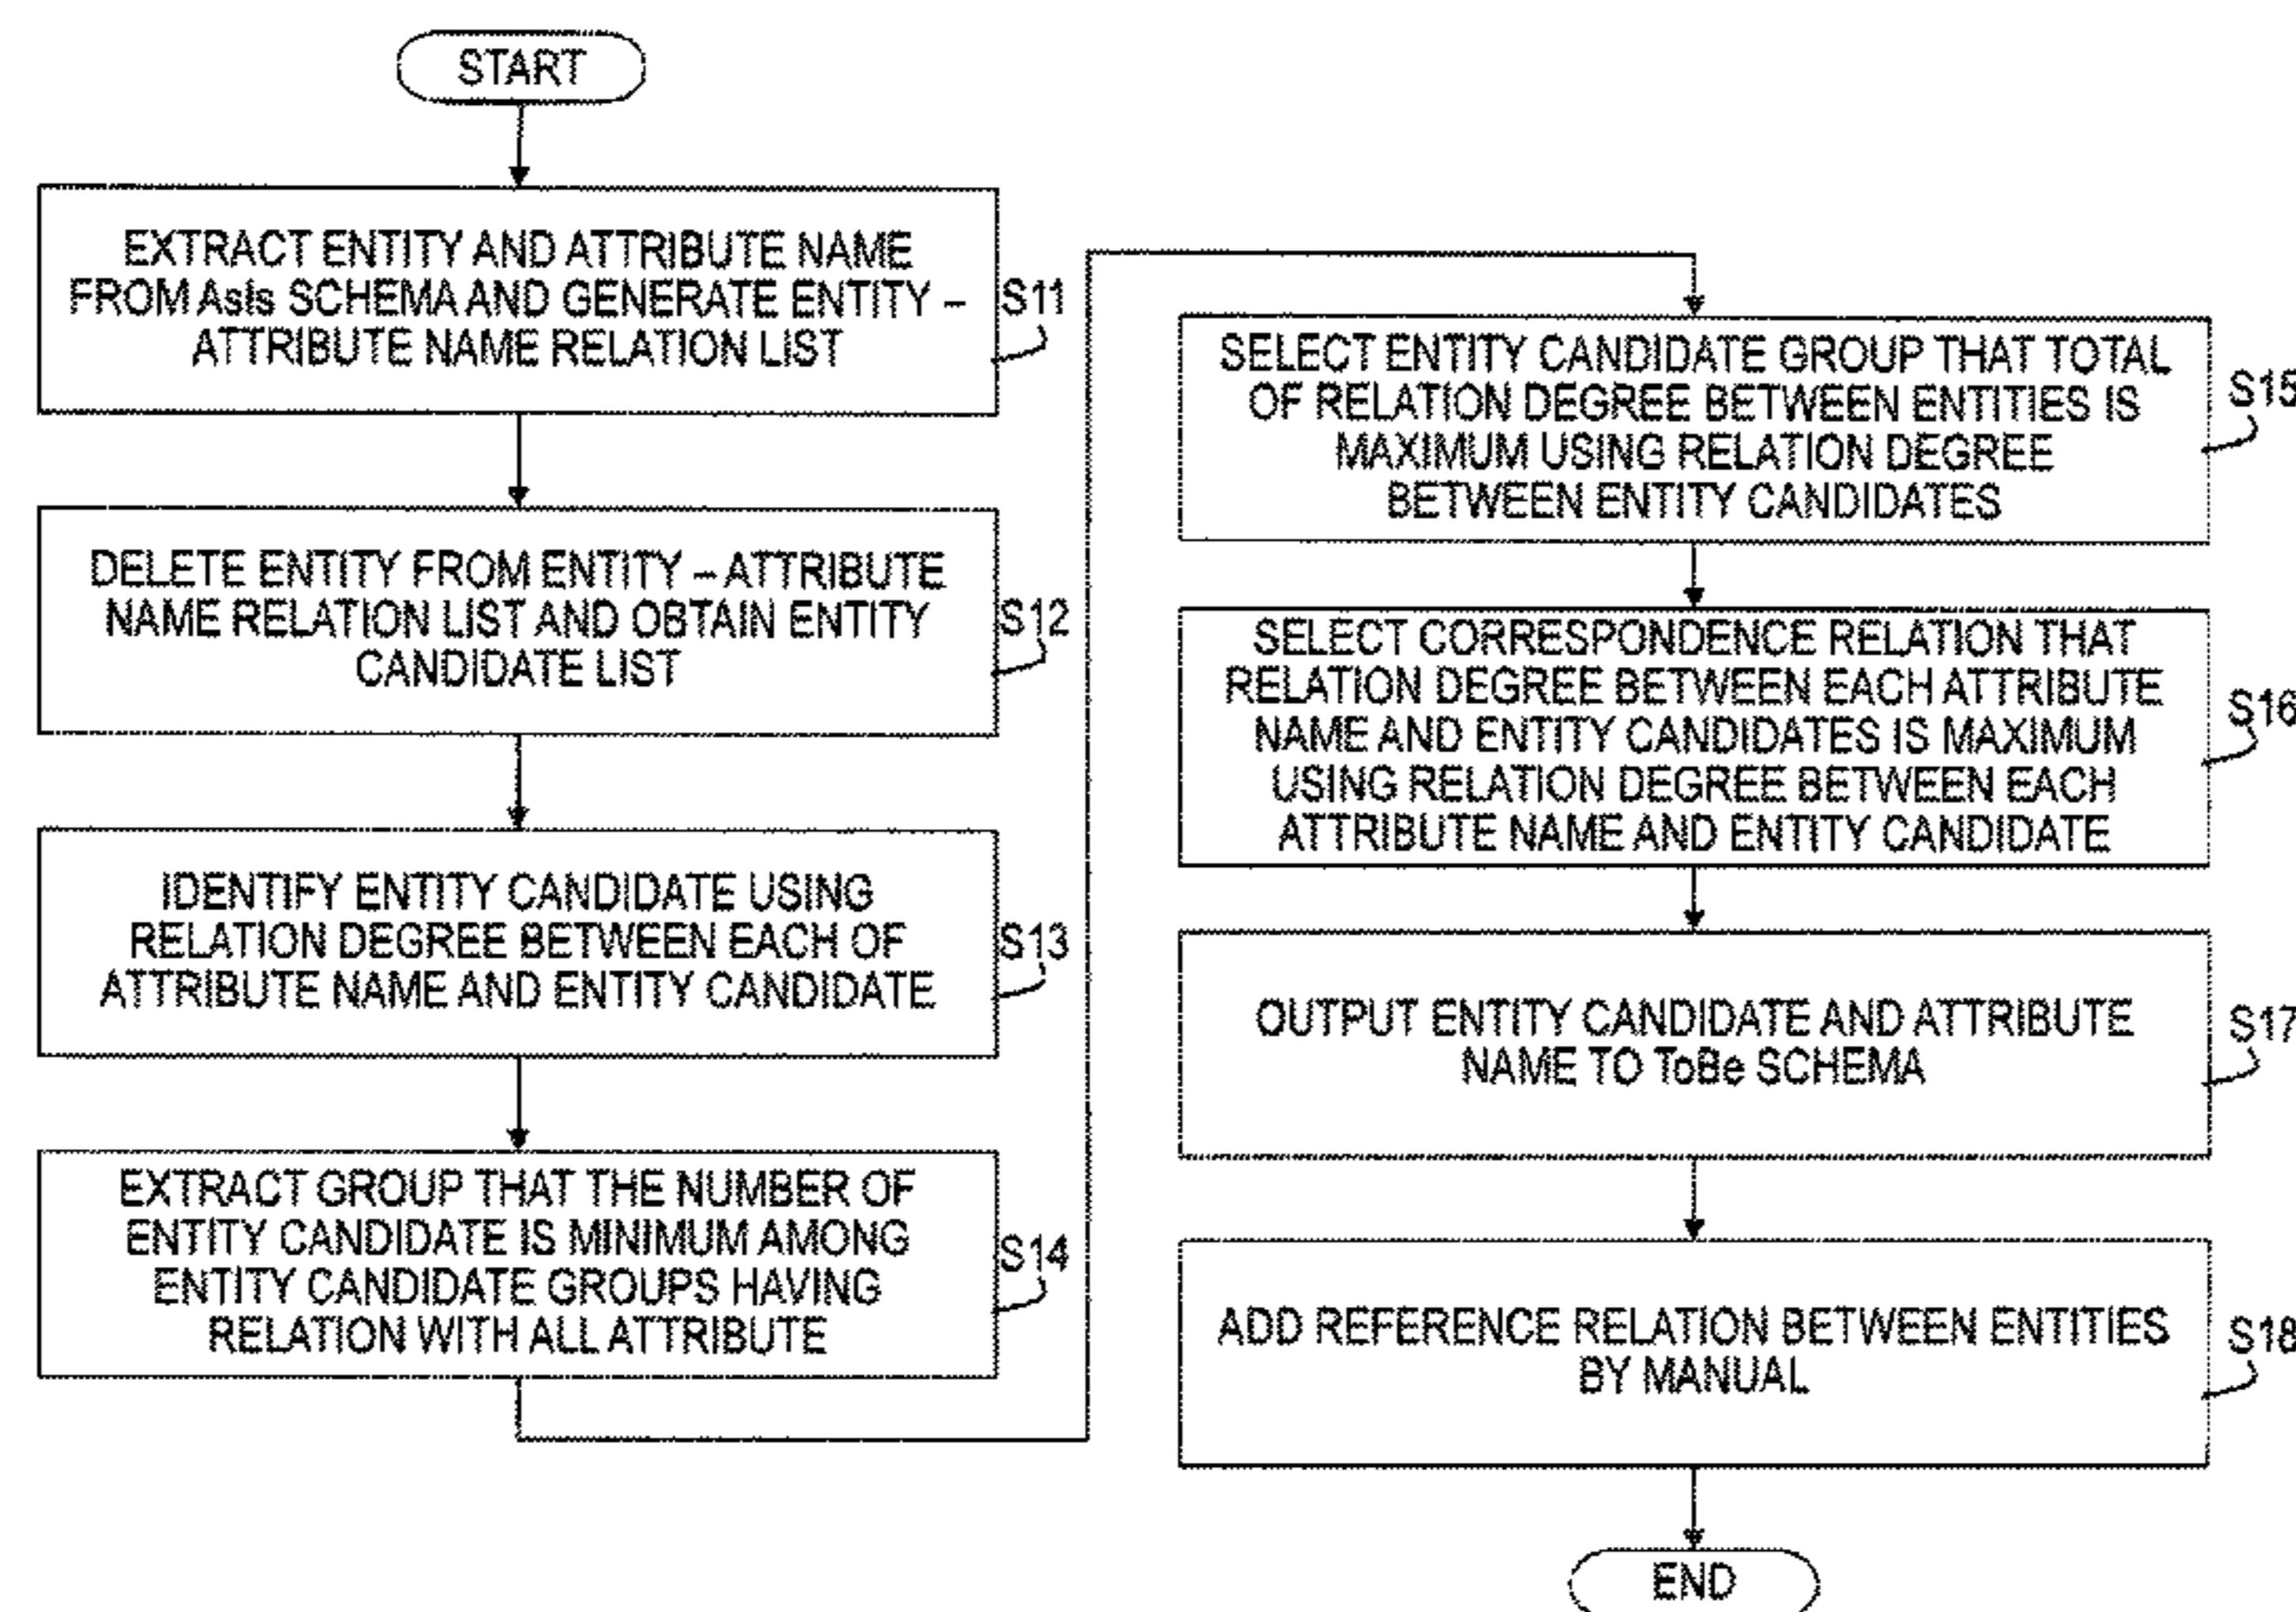 START
EXTRACT ENTITY AND ATTRIBUTE NAME
FROM AsIs SCHEMA AND GENERATE ENTITY –
ATTRIBUTE NAME RELATION LIST
S11
DELETE ENTITY FROM ENTITY – ATTRIBUTE
NAME RELATION LIST AND OBTAIN ENTITY
CANDIDATE LIST
S12
IDENTIFY ENTITY CANDIDATE USING
RELATION DEGREE BETWEEN EACH OF
ATTRIBUTE NAME AND ENTITY CANDIDATE
S13
EXTRACT GROUP THAT THE NUMBER OF
ENTITY CANDIDATE IS MINIMUM AMONG
ENTITY CANDIDATE GROUPS HAVING
RELATION WITH ALL ATTRIBUTE
S14
SELECT ENTITY CANDIDATE GROUP THAT TOTAL
OF RELATION DEGREE BETWEEN ENTITIES IS
MAXIMUM USING RELATION DEGREE
BETWEEN ENTITY CANDIDATES
S15
SELECT CORRESPONDENCE RELATION THAT
RELATION DEGREE BETWEEN EACH ATTRIBUTE
NAME AND ENTITY CANDIDATES IS MAXIMUM
USING RELATION DEGREE BETWEEN EACH
ATTRIBUTE NAME AND ENTITY CANDIDATE
S16
OUTPUT ENTITY CANDIDATE AND ATTRIBUTE
NAME TO ToBe SCHEMA
S17
ADD REFERENCE RELATION BETWEEN ENTITIES
BY MANUAL
S18
END